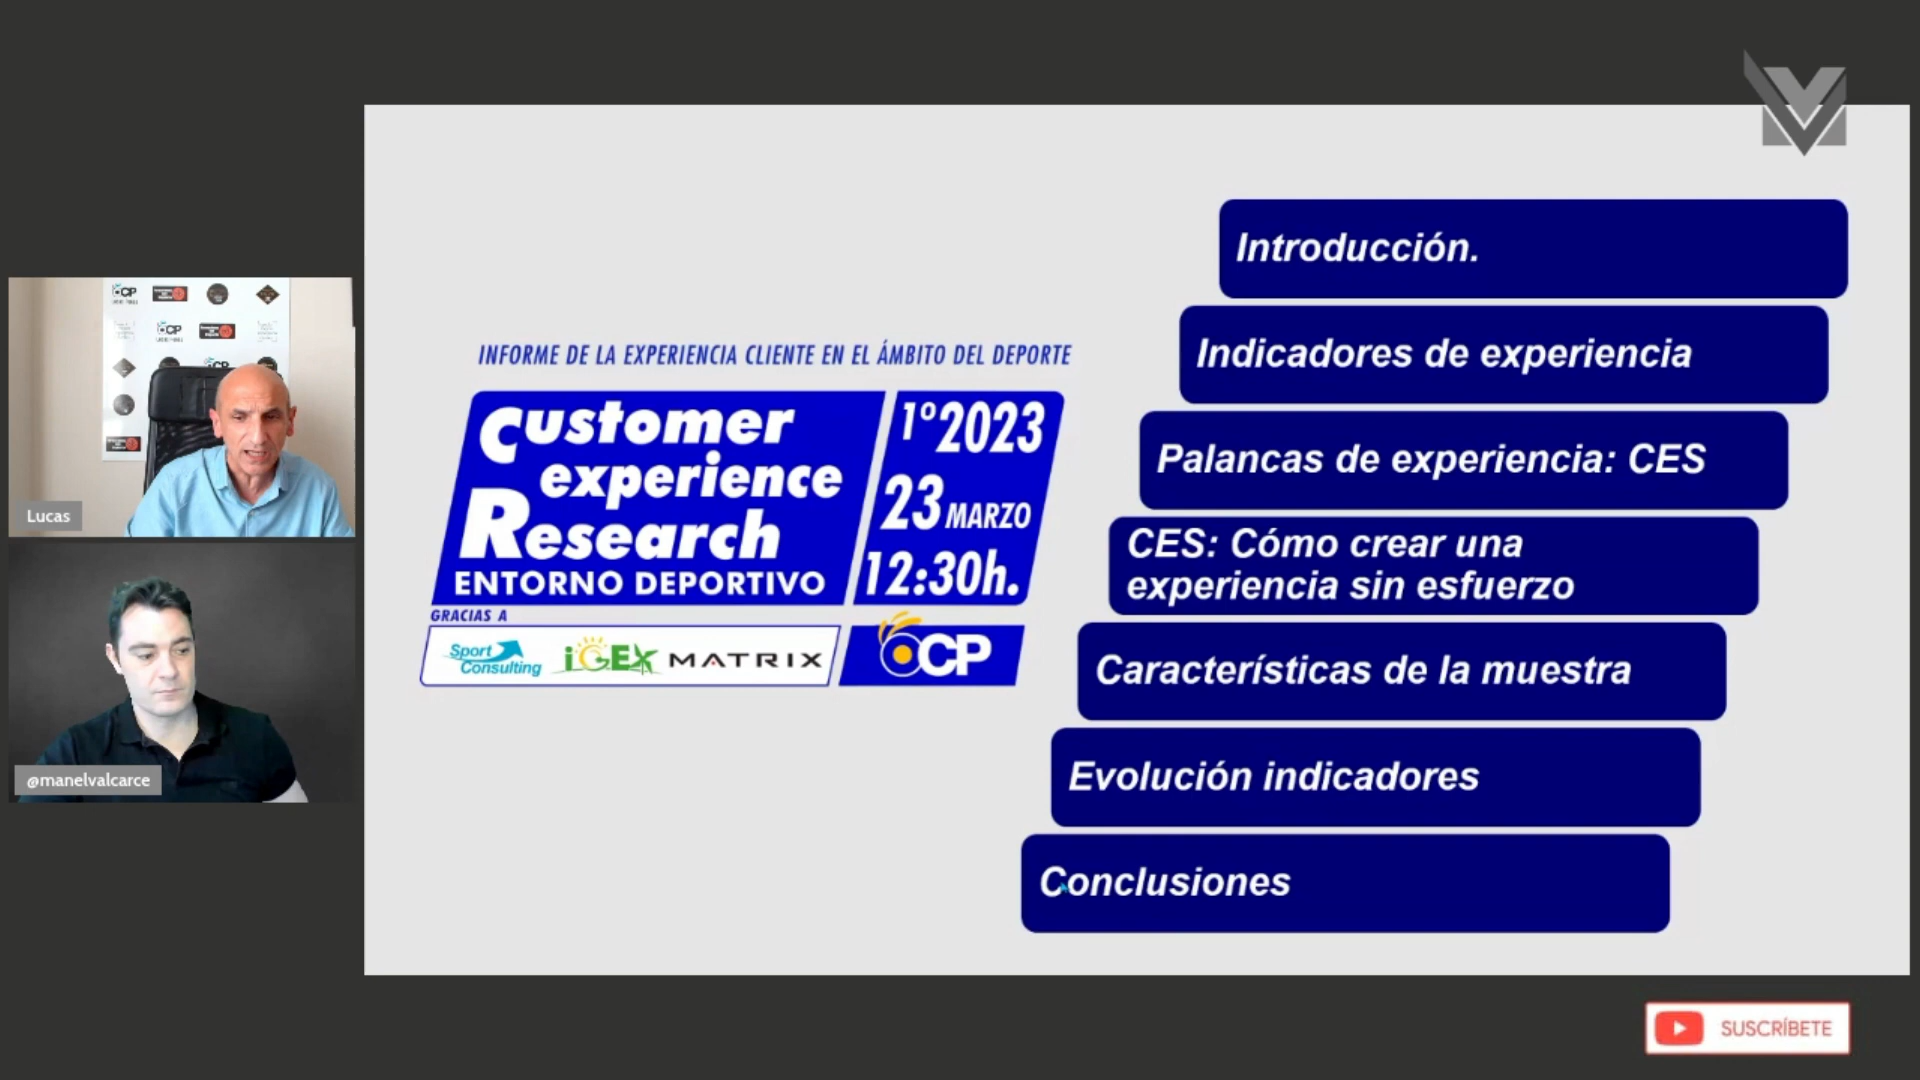 Lucas
@manelvalcarce
INFORME DE LA EXPERIENCIA CLIENTE EN EL ÁMBITO DEL DEPORTE
Customer
experience
Research
ENTORNO DEPORTIVO
1º2023
23 MARZO
12:30h.
GRACIAS A
Sport
Consulting
iGEX
MATRIX
CP
Introducción.
Indicadores de experiencia
Palancas de experiencia: CES
CES: Cómo crear una
experiencia sin esfuerzo
Características de la muestra
Evolución indicadores
Conclusiones
SUSCRÍBETE